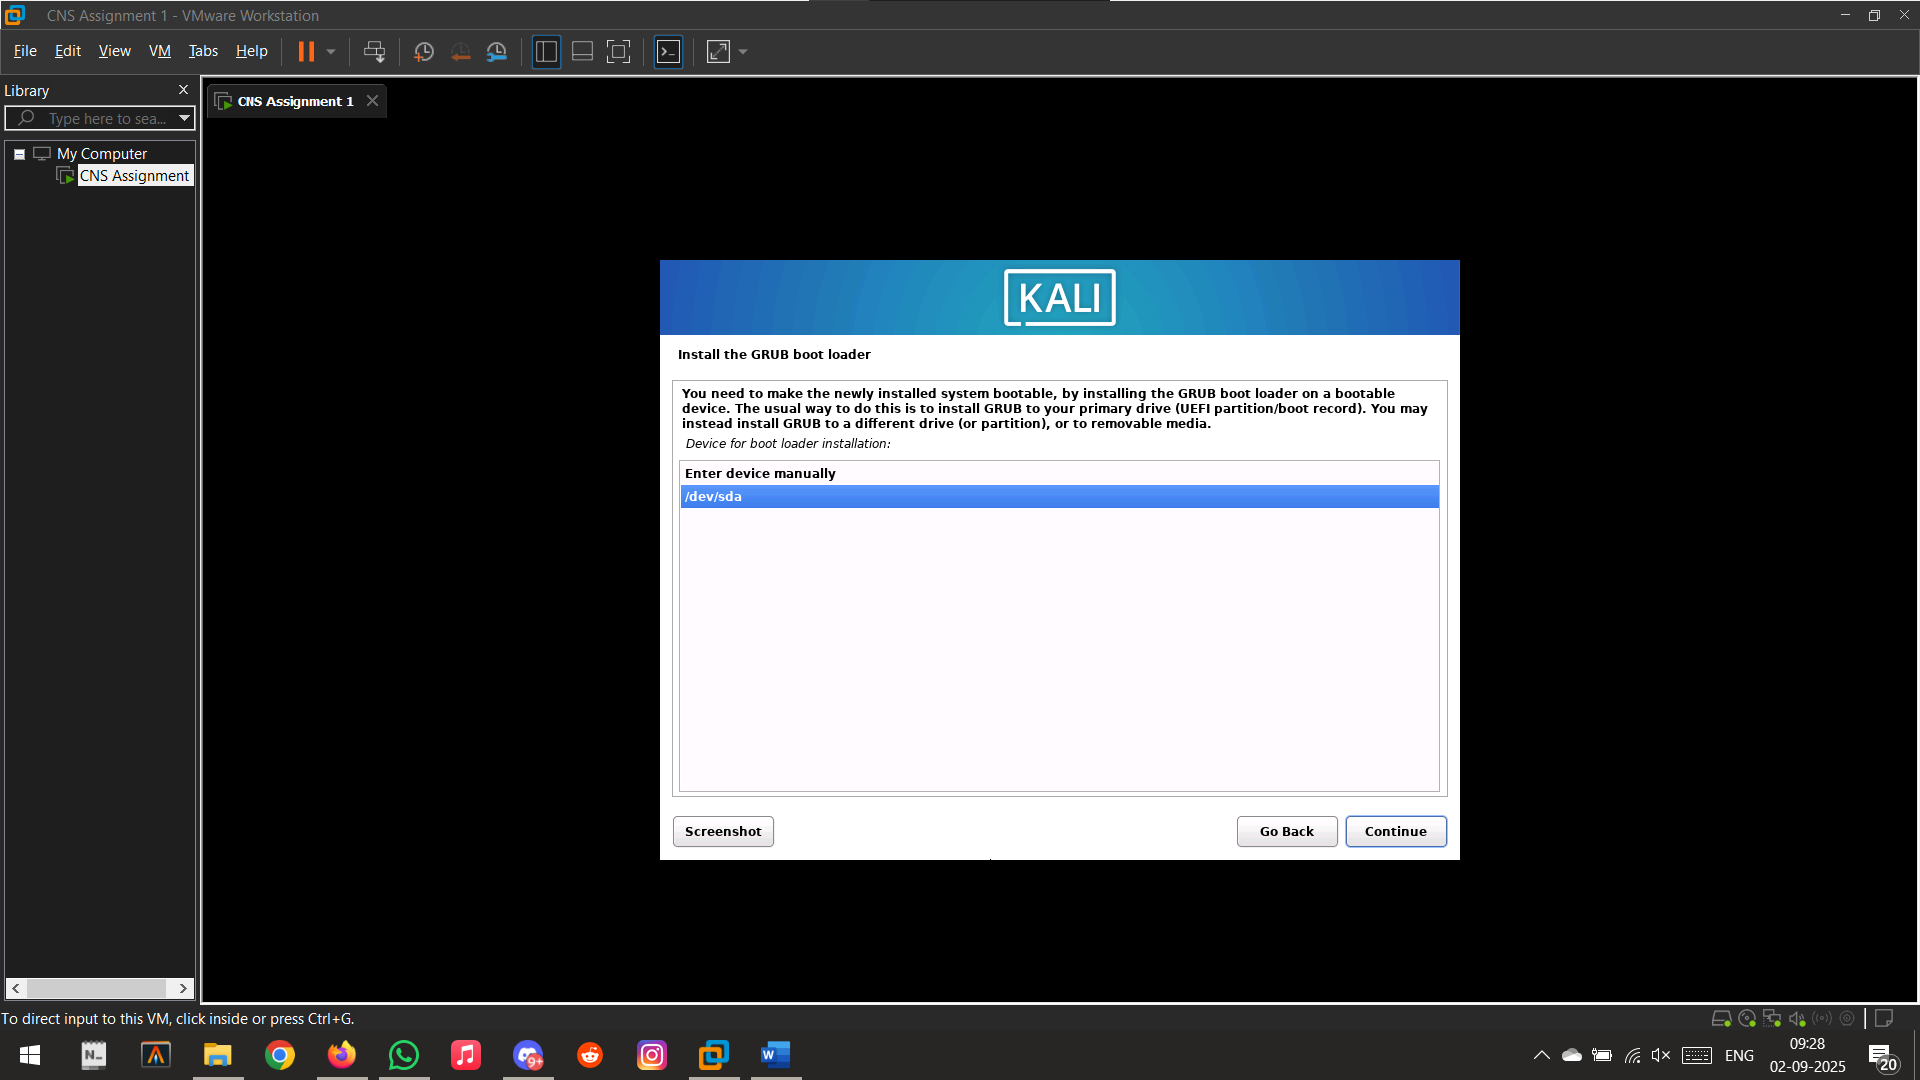 CNS Assignment 1 - VMware Workstation
File Edit View VM Tabs Help
Library
Type here to sea...
My Computer
CNS Assignment
CNS Assignment 1
KALI
Install the GRUB boot loader
You need to make the newly installed system bootable, by installing the GRUB boot loader on a bootable
device. The usual way to do this is to install GRUB to your primary drive (UEFI partition/boot record). You may
instead install GRUB to a different drive (or partition), or to removable media.
Device for boot loader installation:
Enter device manually
/dev/sda
Screenshot
Go Back
Continue
To direct input to this VM, click inside or press Ctrl+G.
N_
9+
W
ENG
09:28
02-09-2025
20